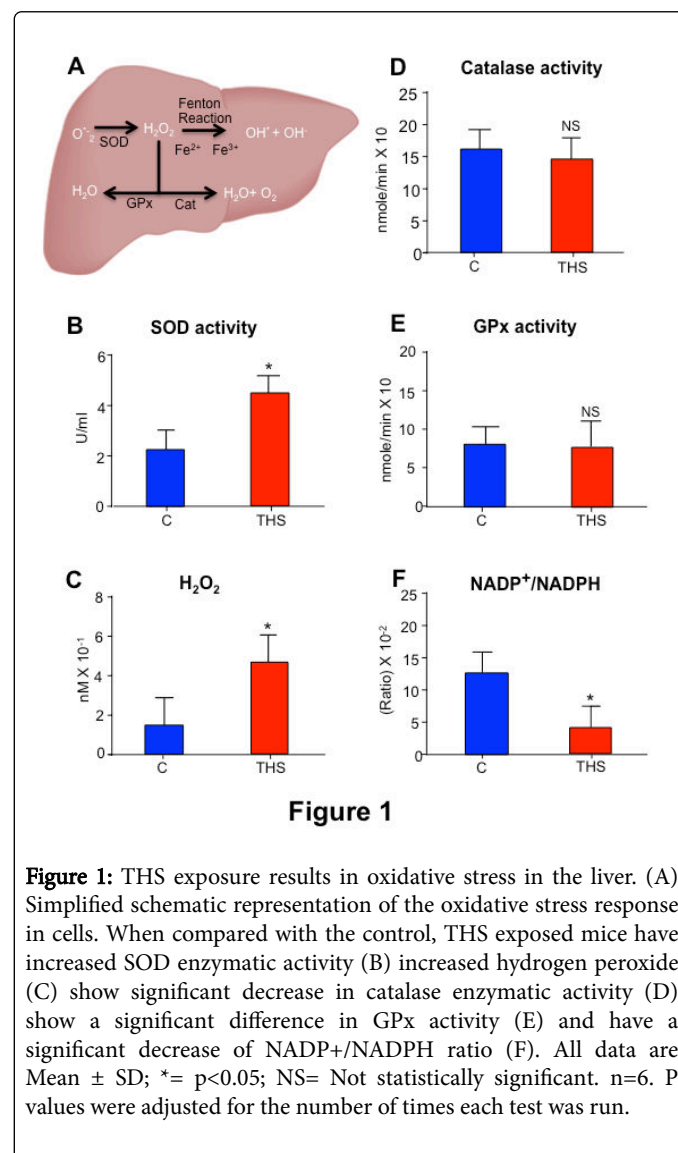 A
Fenton
Reaction
O˙⁻₂ SOD H₂O₂ OH˙ + OH⁻
Fe²⁺ Fe³⁺
H₂O GPx Cat H₂O+ O₂
D Catalase activity
nmole/min X 10
25
20
15
10
5
0
NS
C THS
B SOD activity
U/ml
6
4
2
0
*
C THS
E GPx activity
nmole/min X 10
20
15
10
5
0
NS
C THS
C H₂O₂
nM X 10⁻¹
8
6
4
2
0
*
C THS
F NADP⁺/NADPH
(Ratio) X 10⁻²
25
20
15
10
5
0
*
C THS
Figure 1
Figure 1: THS exposure results in oxidative stress in the liver. (A)
Simplified schematic representation of the oxidative stress response
in cells. When compared with the control, THS exposed mice have
increased SOD enzymatic activity (B) increased hydrogen peroxide
(C) show significant decrease in catalase enzymatic activity (D)
show a significant difference in GPx activity (E) and have a
significant decrease of NADP+/NADPH ratio (F). All data are
Mean ± SD; *= p<0.05; NS= Not statistically significant. n=6. P
values were adjusted for the number of times each test was run.